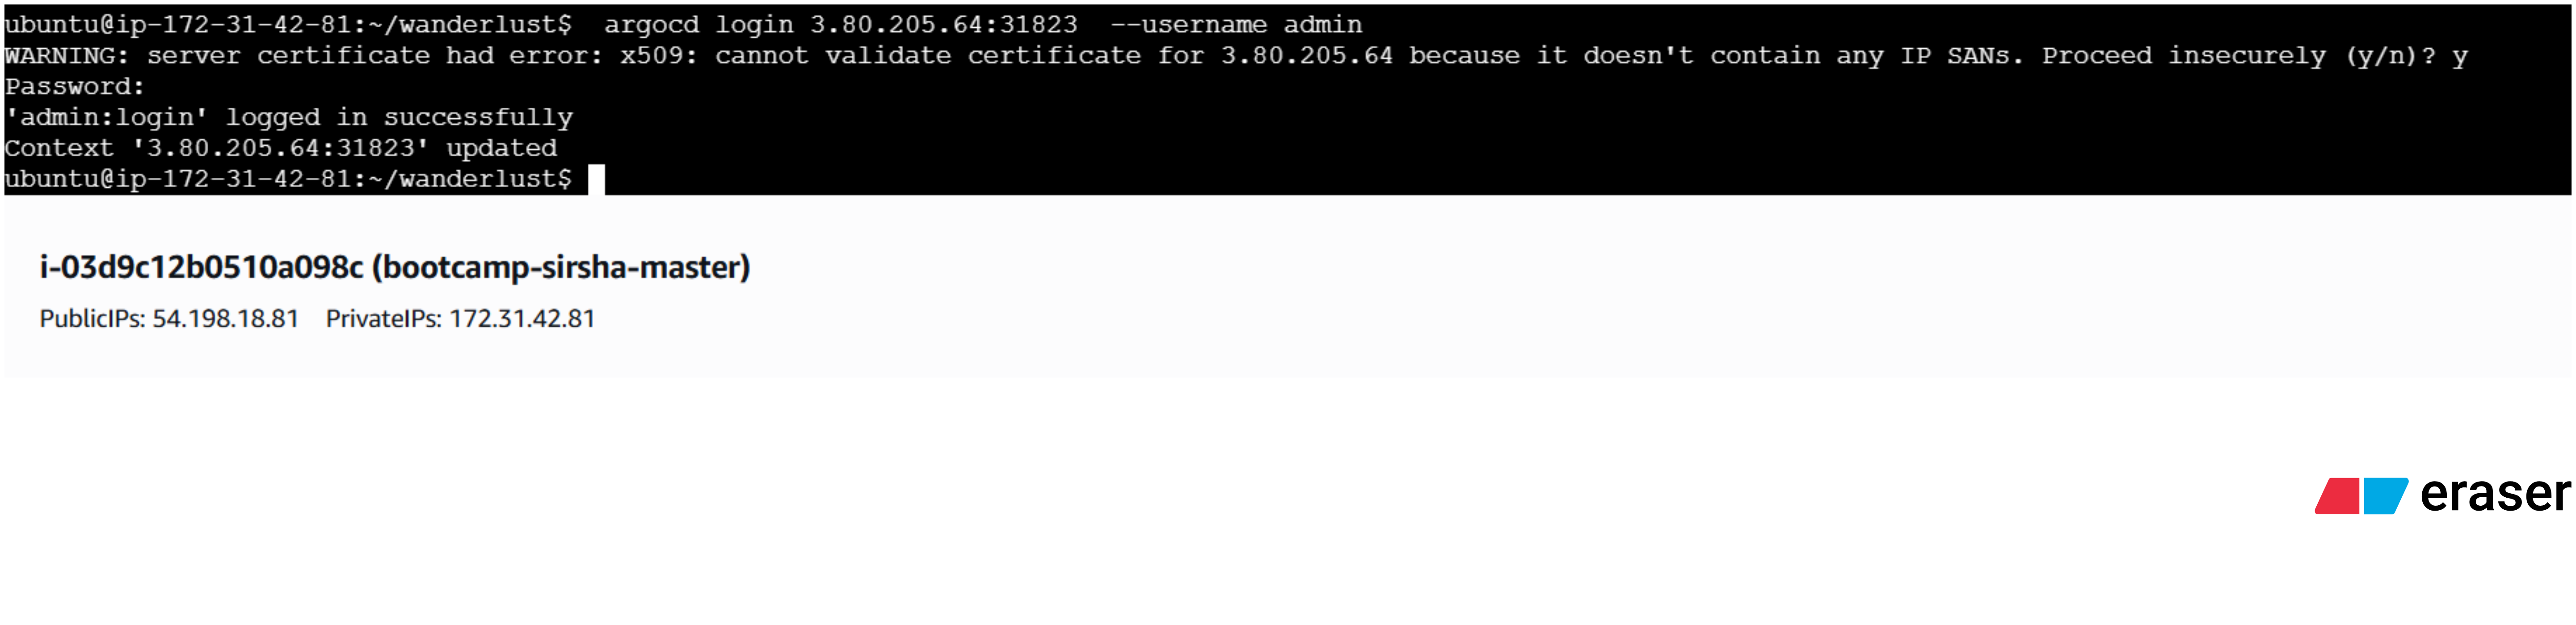 ubuntu@ip-172-31-42-81:~/wanderlust$  argocd login 3.80.205.64:31823  --username admin
WARNING: server certificate had error: x509: cannot validate certificate for 3.80.205.64 because it doesn't contain any IP SANs. Proceed insecurely (y/n)? y
Password:
'admin:login' logged in successfully
Context '3.80.205.64:31823' updated
ubuntu@ip-172-31-42-81:~/wanderlust$
i-03d9c12b0510a098c (bootcamp-sirsha-master)
PublicIPs: 54.198.18.81    PrivateIPs: 172.31.42.81
eraser